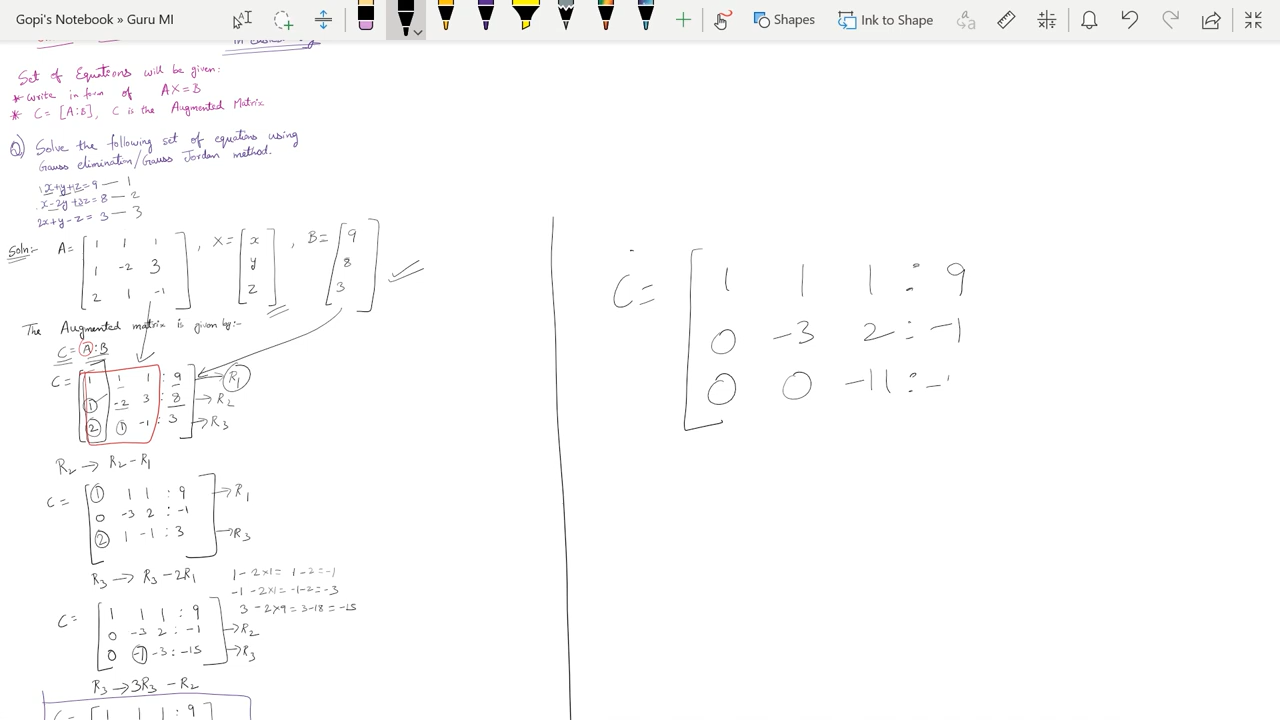 Gopi's Notebook » Guru MI
Shapes
Ink to Shape
Set of Equations will be given:
* Write in form of AX=B
* C= [A:B], C is the Augmented Matrix
Q) Solve the following set of equations using
Gauss elimination/Gauss Jordan method.
x+y+z=9 — 1
x-2y+3z=8 — 2
2x+y-z=3 — 3
Soln:- A= [1 1 1 , X= [x , B= [9
1 -2 3 y 8
2 1 -1] z] 3]
The Augmented matrix is given by:-
C= A:B
C= [1 1 1 : 9 → R1
1 -2 3 : 8 → R2
2 1 -1 : 3] → R3
R2 → R2-R1
C= [1 1 1 : 9 → R1
0 -3 2 : -1
2 1 -1 : 3] → R3
R3 → R3-2R1
1-2×1= 1-2=-1
-1-2×1=-1-2=-3
3-2×9=3-18=-15
C= [1 1 1 : 9
0 -3 2 : -1 → R2
0 -1 -3 : -15] → R3
R3 → 3R3 -R2
C= [1 1 1 : 9
C= [1 1 1 : 9
0 -3 2 : -1
0 0 -11 : -